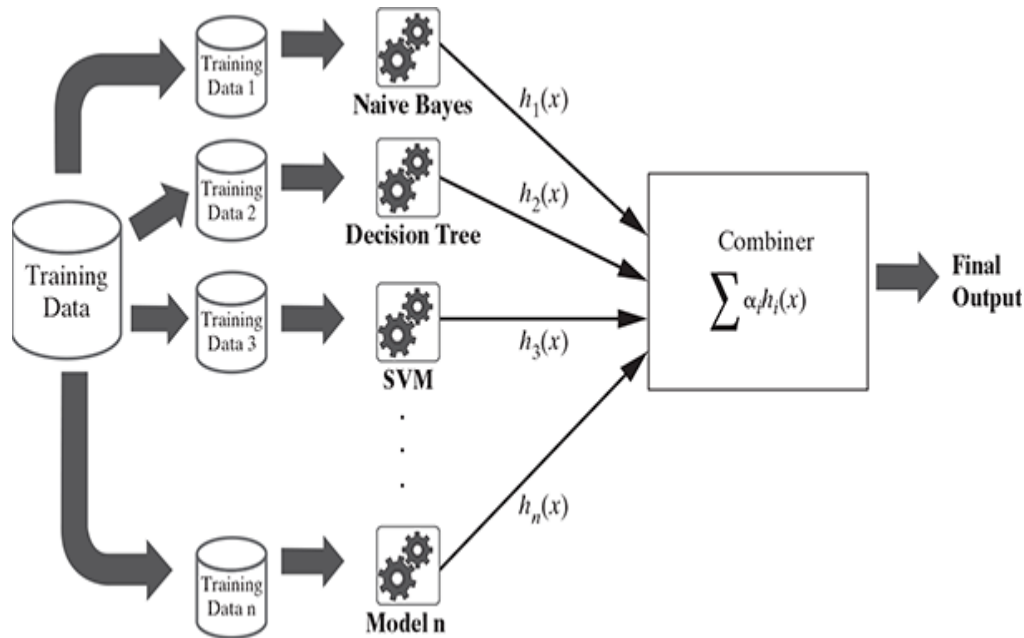 Training
Data
Training
Data 1
Naive Bayes
h₁(x)
Training
Data 2
Decision Tree
h₂(x)
Training
Data 3
SVM
h₃(x)
.
.
.
Training
Data n
Model n
hₙ(x)
Combiner
∑ αᵢhᵢ(x)
Final
Output